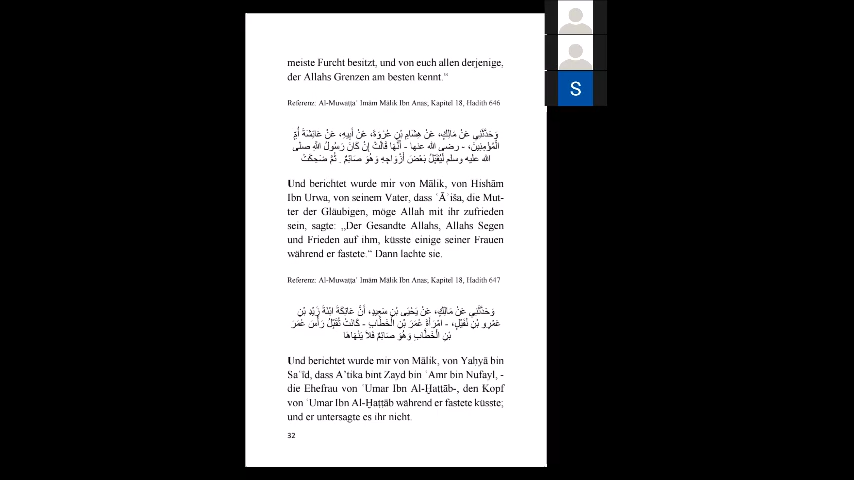 meiste Furcht besitzt, und von euch allen derjenige,
der Allahs Grenzen am besten kennt."
Referenz: Al-Muwaṭṭaʾ Imām Mālik Ibn Anas, Kapitel 18, Hadith 646
وَحَدَّثَنِي عَنْ مَالِكٍ، عَنْ هِشَامِ بْنِ عُرْوَةَ، عَنْ أَبِيهِ، عَنْ عَائِشَةَ أُمِّ
الْمُؤْمِنِينَ، - رضى الله عنها - أَنَّهَا قَالَتْ إِنْ كَانَ رَسُولُ اللَّهِ صلى
الله عليه وسلم لَيُقَبِّلُ بَعْضَ أَزْوَاجِهِ وَهُوَ صَائِمٌ . ثُمَّ ضَحِكَتْ
Und berichtet wurde mir von Mālik, von Hishām
Ibn Urwa, von seinem Vater, dass ʿĀʾiša, die Mut-
ter der Gläubigen, möge Allah mit ihr zufrieden
sein, sagte: „Der Gesandte Allahs, Allahs Segen
und Frieden auf ihm, küsste einige seiner Frauen
während er fastete.“ Dann lachte sie.
Referenz: Al-Muwaṭṭaʾ Imām Mālik Ibn Anas, Kapitel 18, Hadith 647
وَحَدَّثَنِي عَنْ مَالِكٍ، عَنْ يَحْيَى بْنِ سَعِيدٍ، أَنَّ عَاتِكَةَ ابْنَةَ زَيْدِ بْنِ
عَمْرِو بْنِ نُفَيْلٍ، - امْرَأَةَ عُمَرَ بْنِ الْخَطَّابِ - كَانَتْ تُقَبِّلُ رَأْسَ عُمَرَ
بْنِ الْخَطَّابِ وَهُوَ صَائِمٌ فَلاَ يَنْهَاهَا
Und berichtet wurde mir von Mālik, von Yaḥyā bin
Saʿīd, dass A'tika bint Zayd bin ʿAmr bin Nufayl, -
die Ehefrau von ʿUmar Ibn Al-Ḫaṭṭāb-, den Kopf
von ʿUmar Ibn Al-Ḫaṭṭāb während er fastete küsste;
und er untersagte es ihr nicht.
32
S